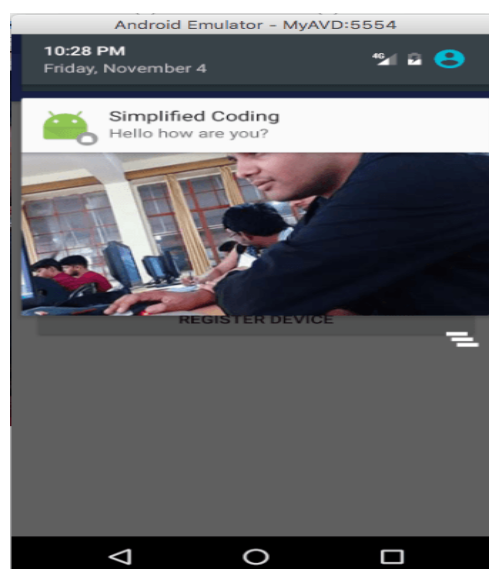 Android Emulator - MyAVD:5554
10:28 PM
4G
Friday, November 4
Simplified Coding
Hello how are you?
REGISTER DEVICE